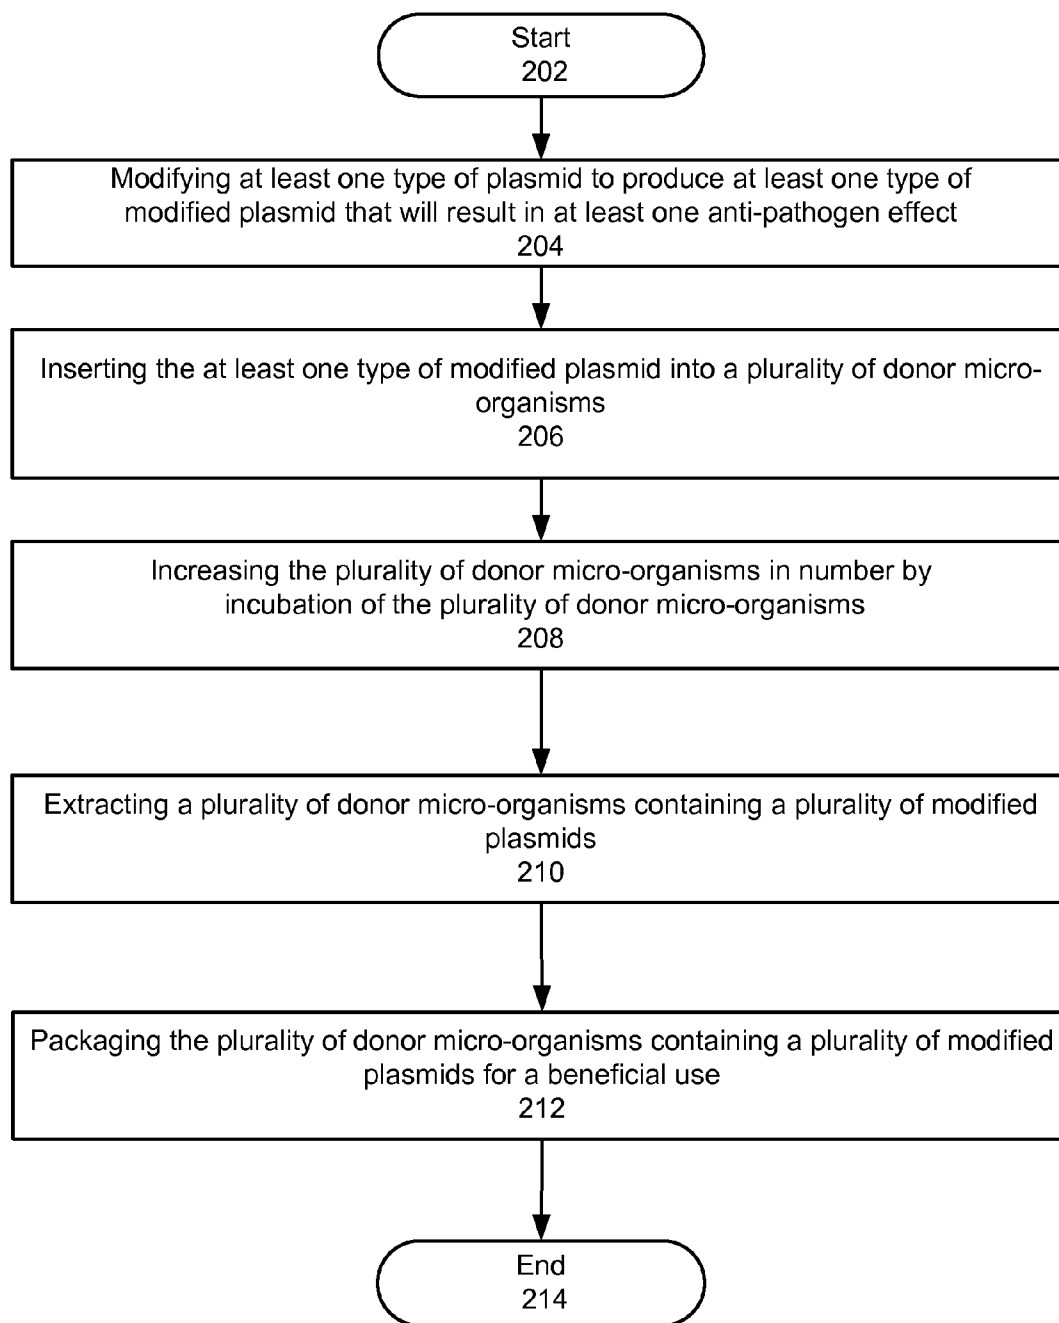 Start
202
Modifying at least one type of plasmid to produce at least one type of
modified plasmid that will result in at least one anti-pathogen effect
204
Inserting the at least one type of modified plasmid into a plurality of donor micro-
organisms
206
Increasing the plurality of donor micro-organisms in number by
incubation of the plurality of donor micro-organisms
208
Extracting a plurality of donor micro-organisms containing a plurality of modified
plasmids
210
Packaging the plurality of donor micro-organisms containing a plurality of modified
plasmids for a beneficial use
212
End
214